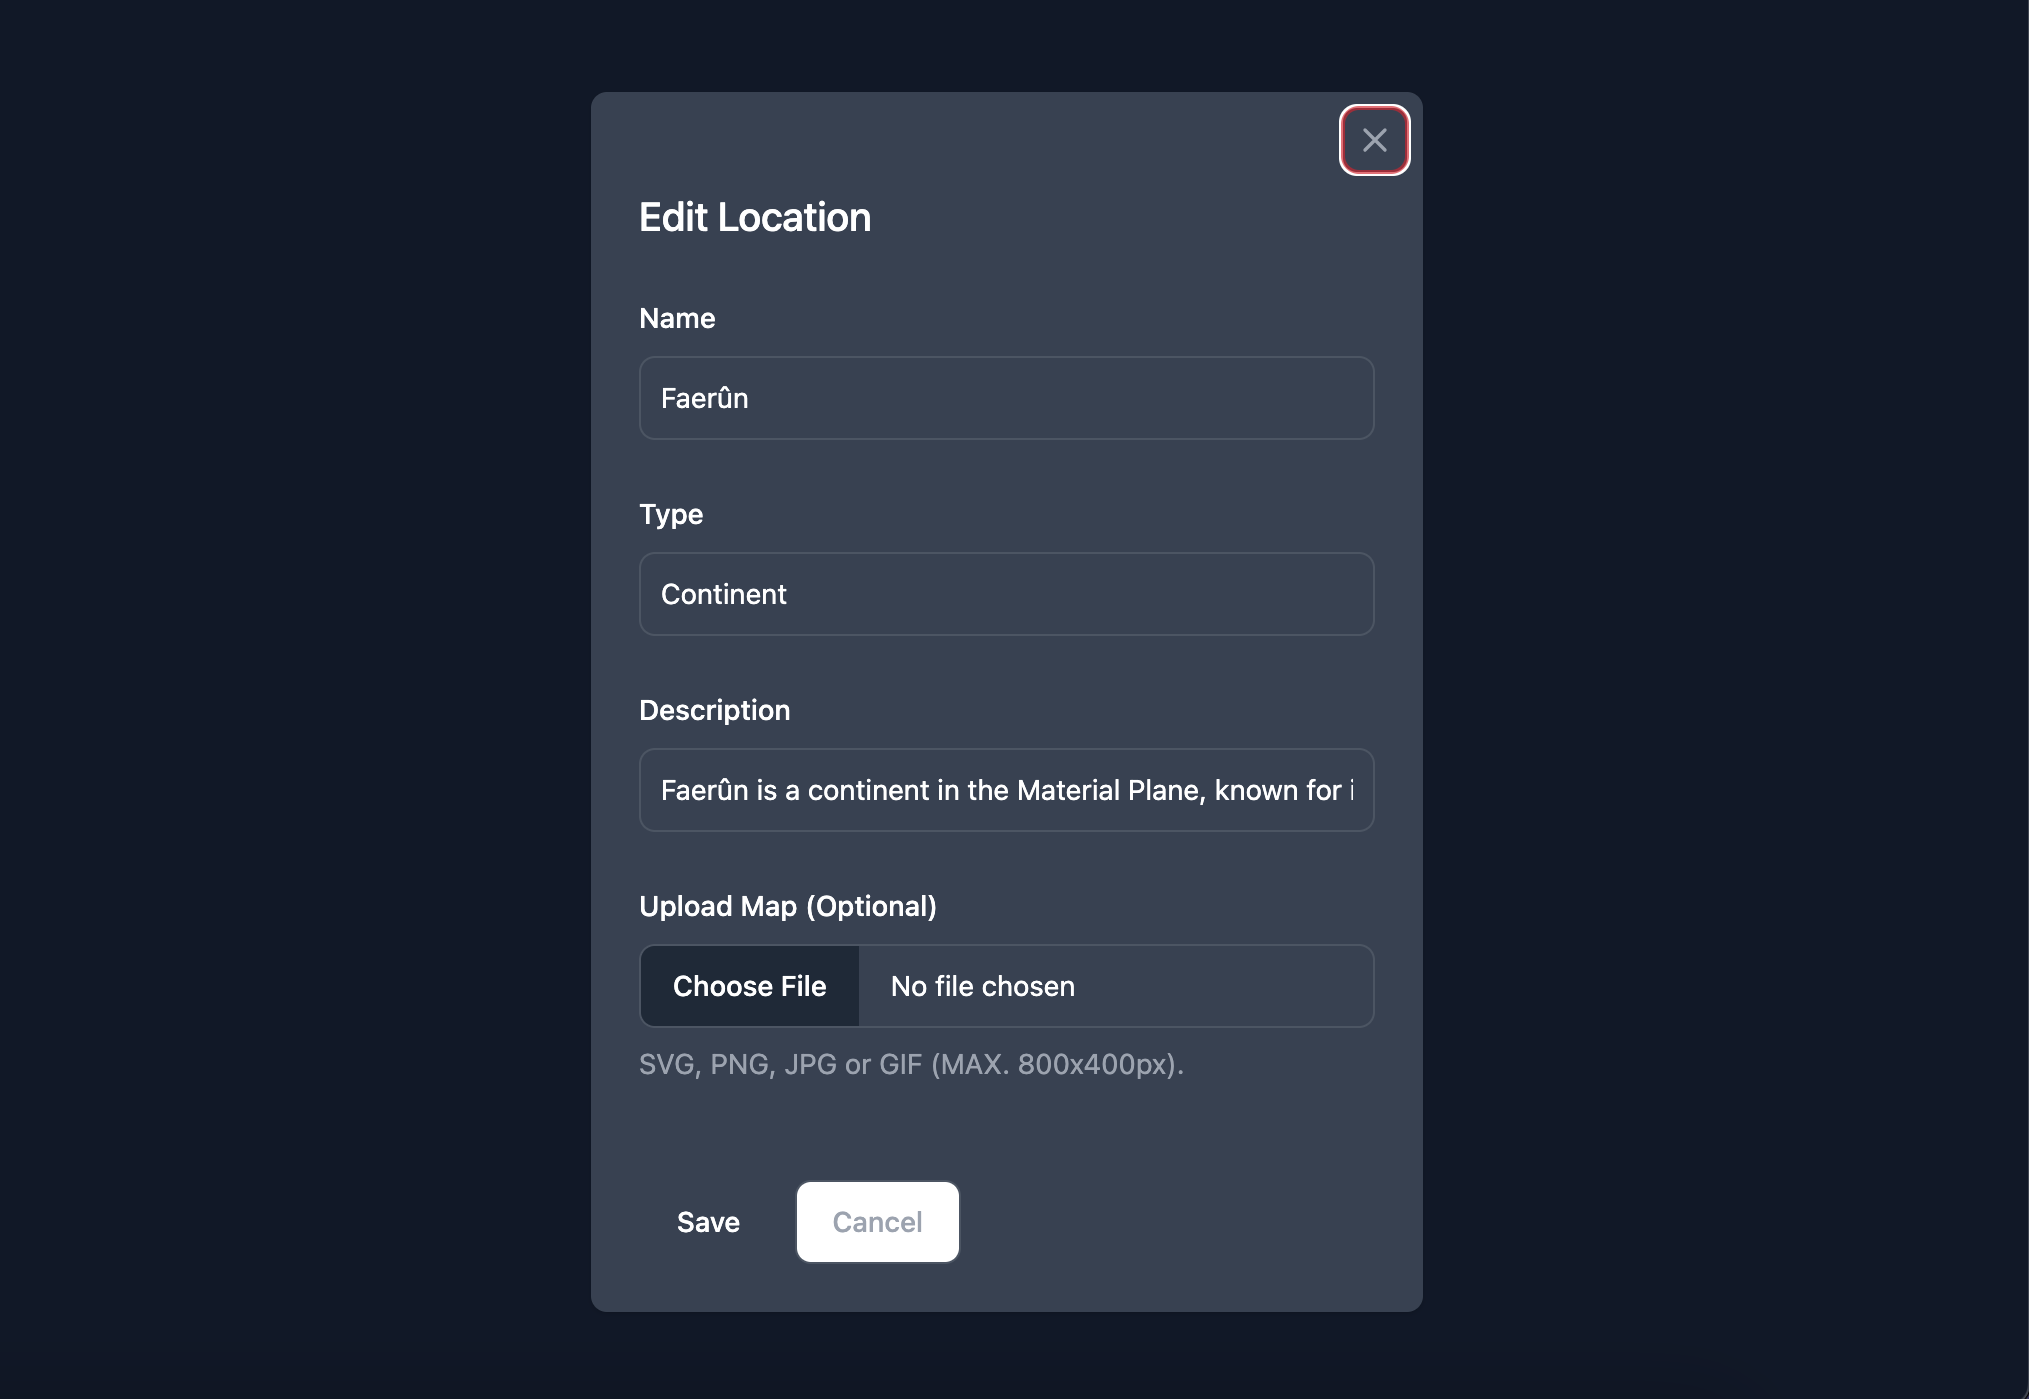 Edit Location
Name
Faerûn
Type
Continent
Description
Faerûn is a continent in the Material Plane, known for i
Upload Map (Optional)
Choose File No file chosen
SVG, PNG, JPG or GIF (MAX. 800x400px).
Save Cancel